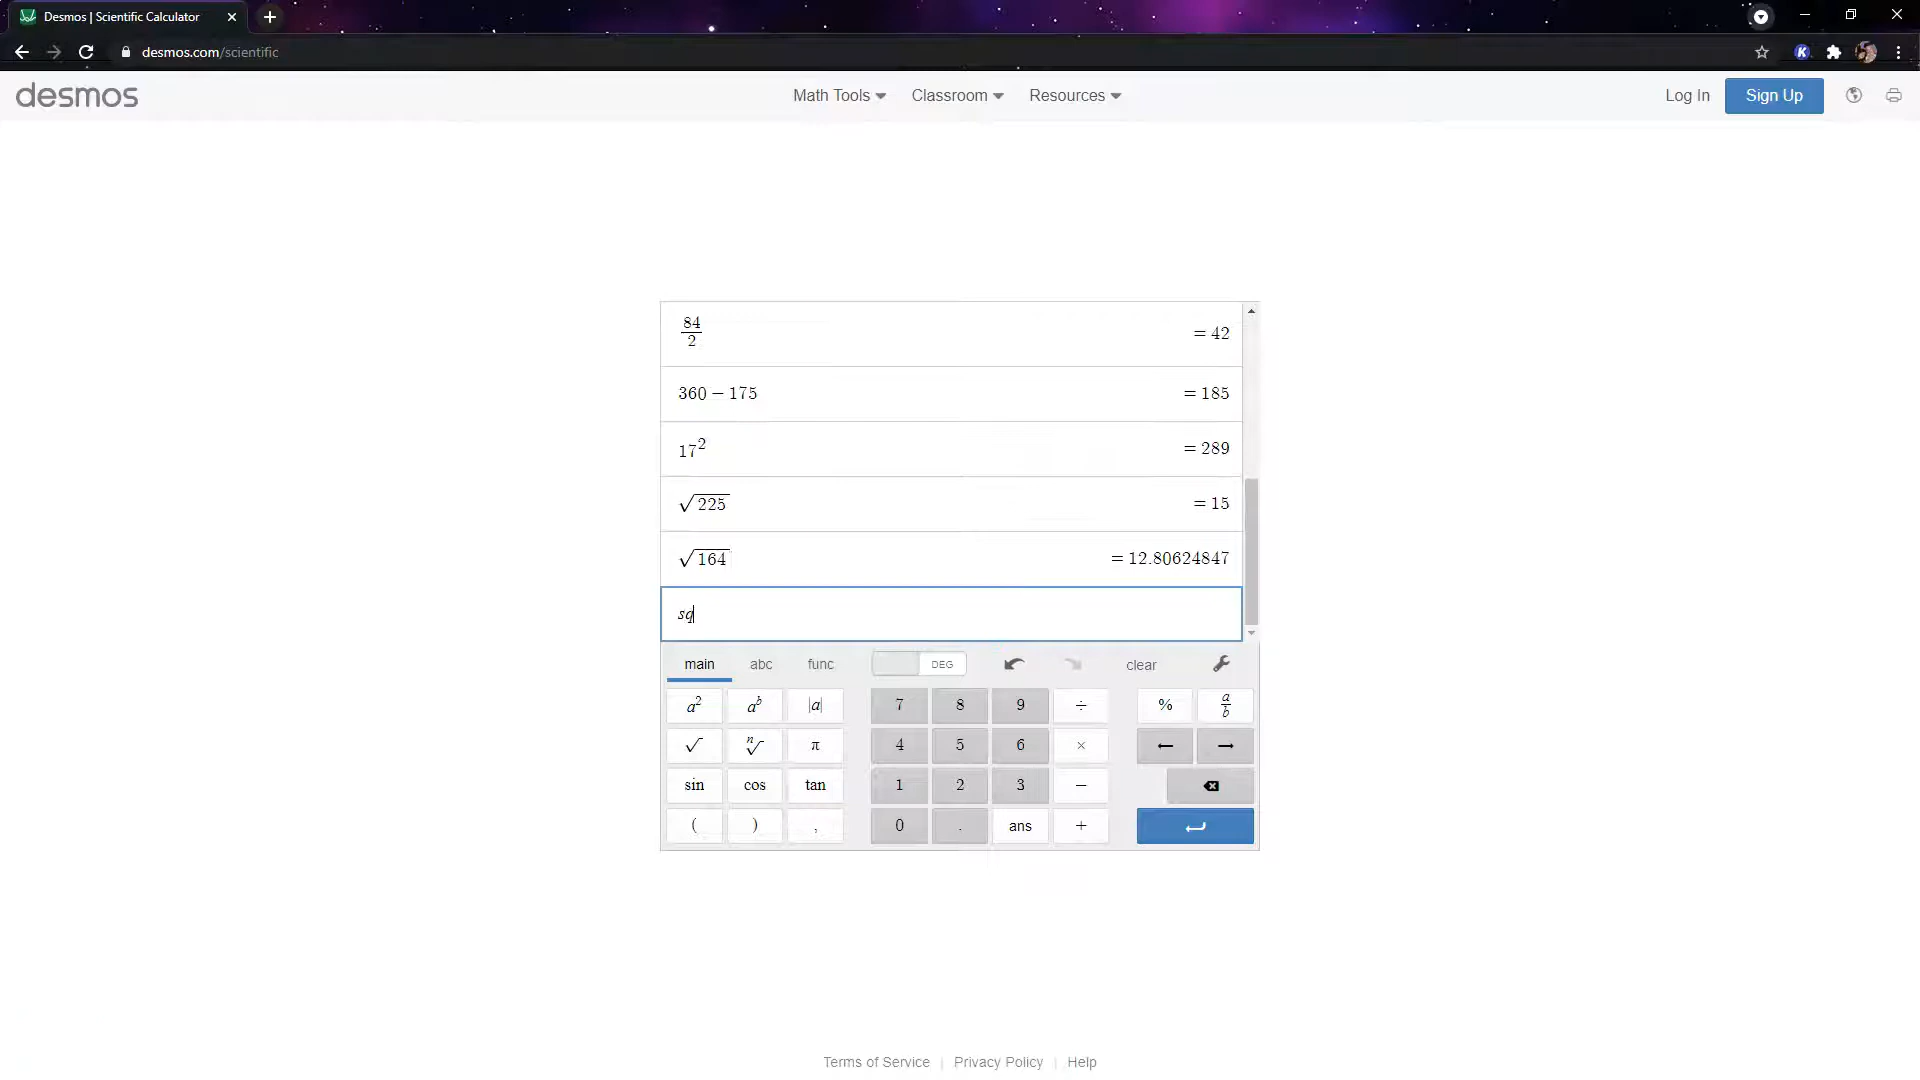 Desmos | Scientific Calculator
desmos.com/scientific
K
desmos
Math Tools
Classroom
Resources
Log In
Sign Up
84/2 = 42
360 − 175 = 185
17² = 289
√225 = 15
√164 = 12.80624847
sq
main abc func DEG clear
a² aᵇ |a| 7 8 9 ÷ % a/b
√ ⁿ√ π 4 5 6 × ← →
sin cos tan 1 2 3 −
( ) , 0 . ans +
Terms of Service | Privacy Policy | Help